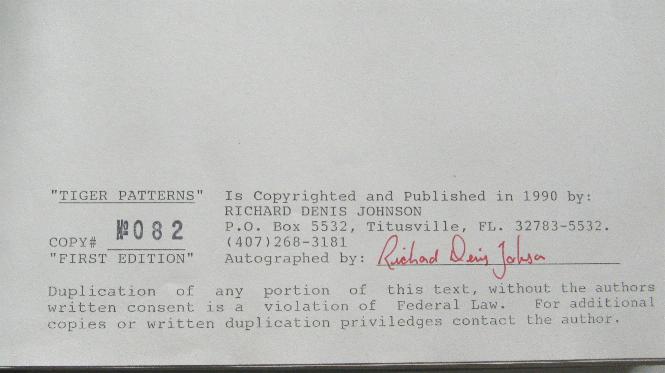 "TIGER PATTERNS" Is Copyrighted and Published in 1990 by:
RICHARD DENIS JOHNSON
P.O. Box 5532, Titusville, FL. 32783-5532.
COPY# Nº082 (407)268-3181
"FIRST EDITION" Autographed by: Richard Denis Johnson
Duplication of any portion of this text, without the authors
written consent is a violation of Federal Law. For additional
copies or written duplication priviledges contact the author.